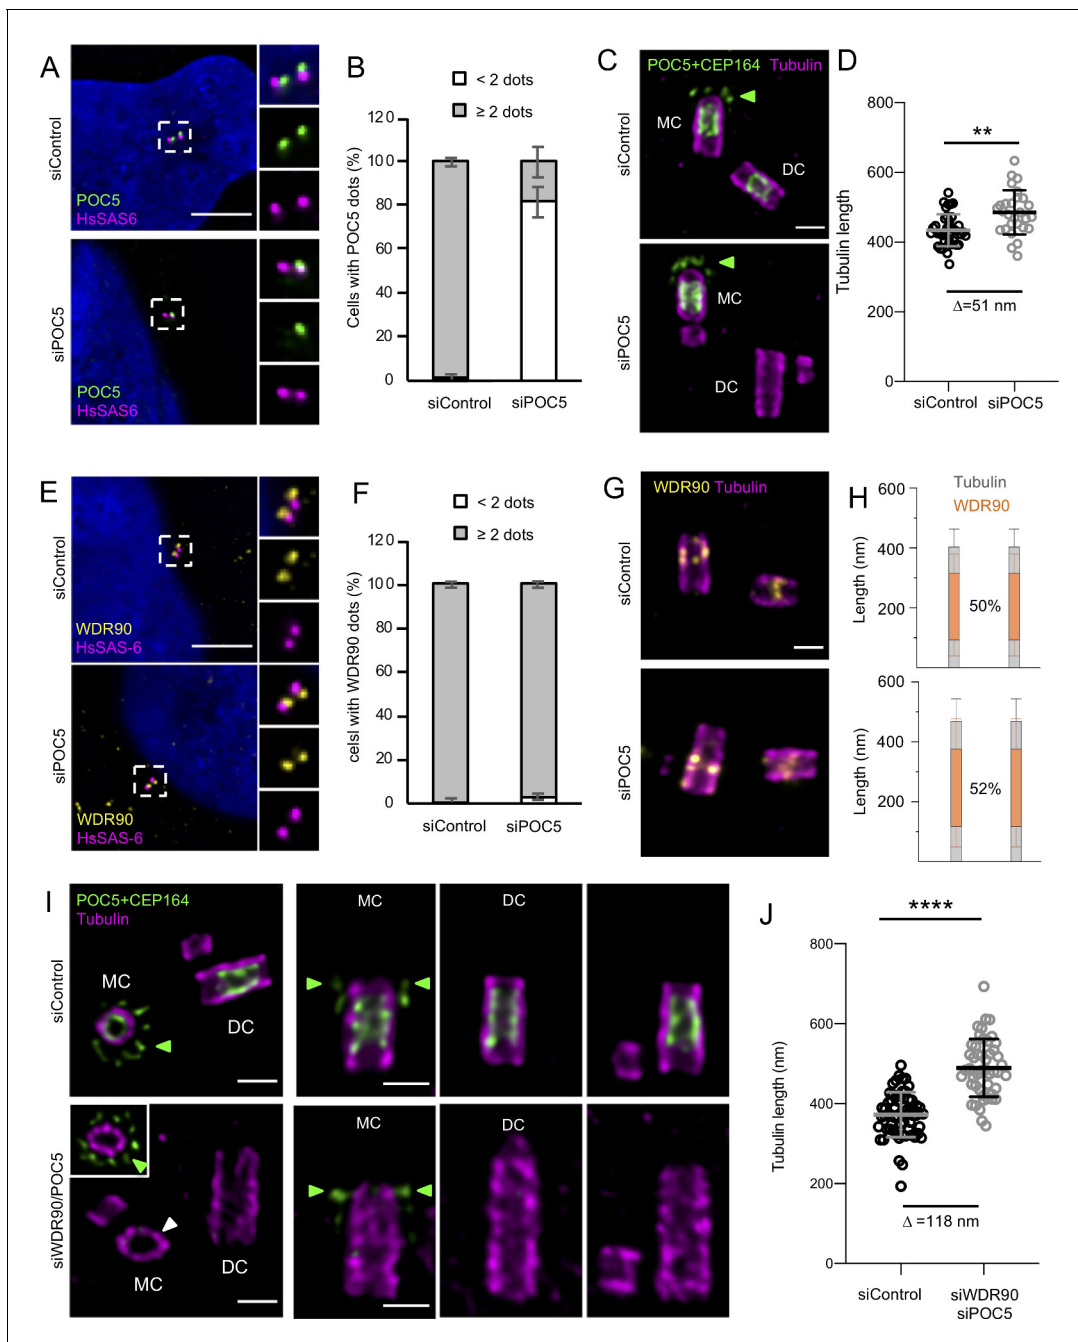 A
siControl
POC5
HsSAS6
siPOC5
POC5
HsSAS6
B
< 2 dots
≥ 2 dots
Cells with POC5 dots (%)
120
100
80
60
40
20
0
siControl
siPOC5
C
POC5+CEP164 Tubulin
siControl
MC
DC
siPOC5
MC
DC
D
Tubulin length
800
600
400
200
0
**
Δ=51 nm
siControl
siPOC5
E
siControl
WDR90
HsSAS-6
siPOC5
WDR90
HsSAS-6
F
< 2 dots
≥ 2 dots
celsl with WDR90 dots (%)
120
100
80
60
40
20
0
siControl
siPOC5
G
WDR90 Tubulin
siControl
siPOC5
H
Tubulin
WDR90
Length (nm)
600
400
200
50%
Length (nm)
600
400
200
52%
I
POC5+CEP164
Tubulin
siControl
MC
DC
MC
DC
siWDR90/POC5
MC
DC
MC
DC
J
****
Tubulin length (nm)
800
600
400
200
0
Δ =118 nm
siControl
siWDR90
siPOC5